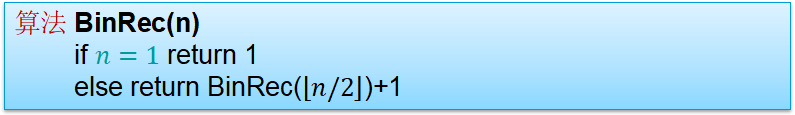 算法 BinRec(n)
if n = 1 return 1
else return BinRec(⌊n/2⌋)+1